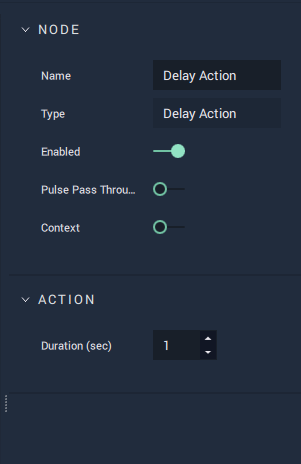 NODE
Name Delay Action
Type Delay Action
Enabled
Pulse Pass Throu...
Context
ACTION
Duration (sec) 1